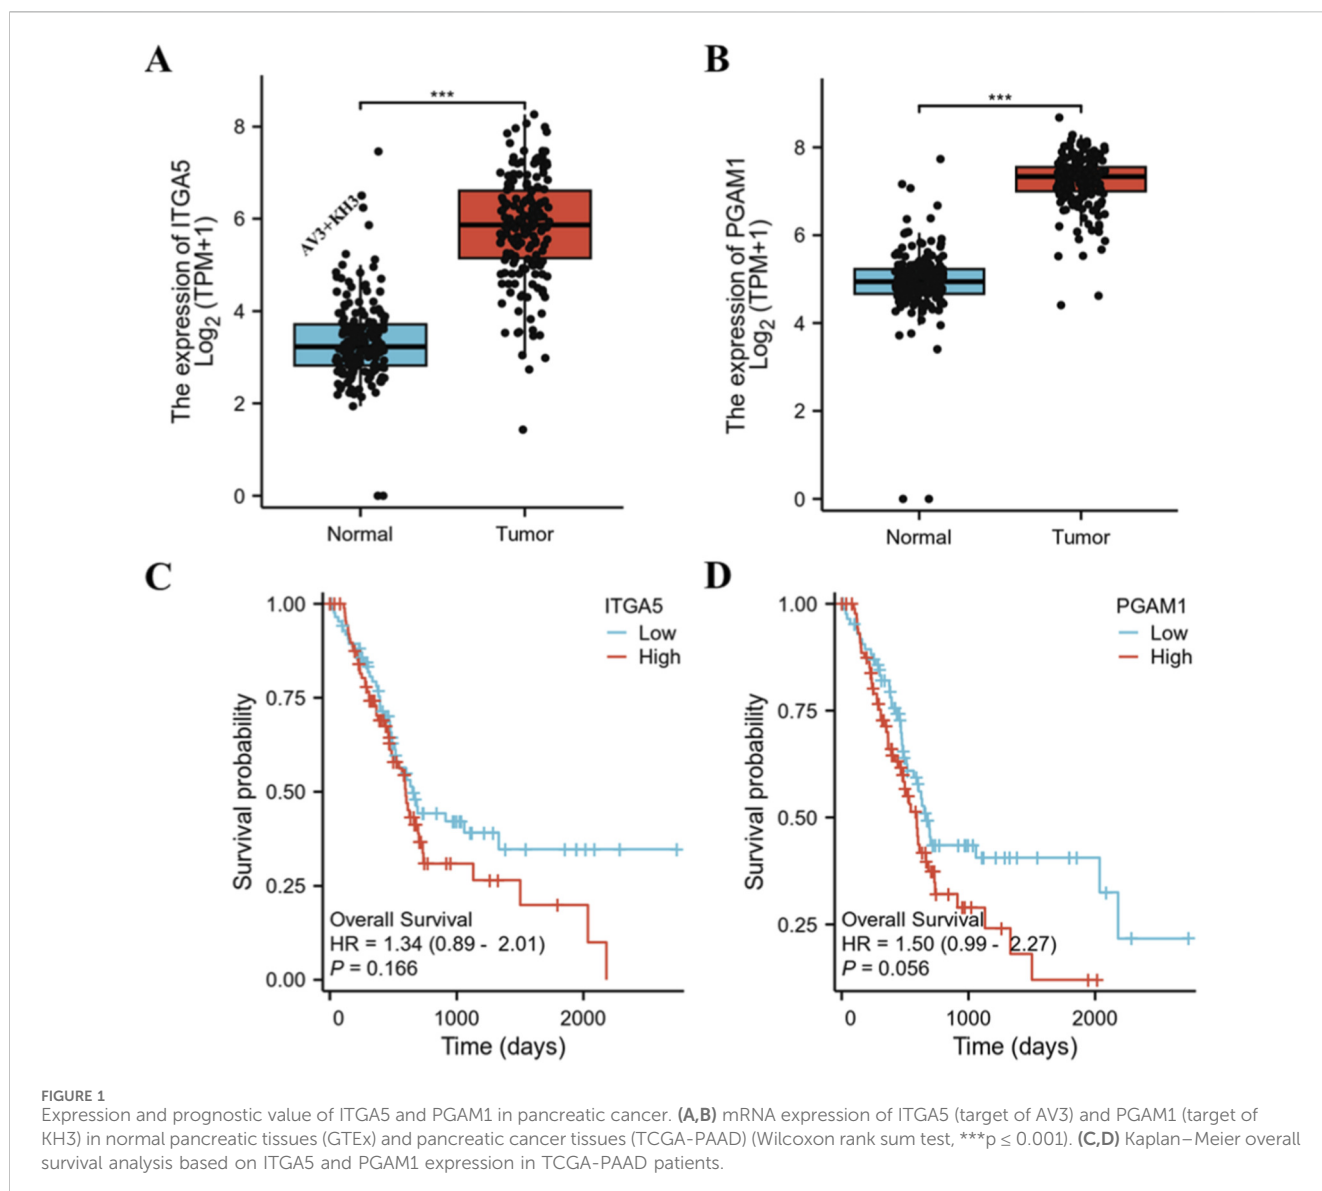 A
***
The expression of ITGA5
Log2 (TPM+1)
8
6
4
2
0
AV3+KH3
Normal
Tumor
B
***
The expression of PGAM1
Log2 (TPM+1)
8
6
4
2
0
Normal
Tumor
C
1.00
0.75
0.50
0.25
0.00
Survival probability
ITGA5
Low
High
Overall Survival
HR = 1.34 (0.89 - 2.01)
P = 0.166
0
1000
2000
Time (days)
D
1.00
0.75
0.50
0.25
Survival probability
PGAM1
Low
High
Overall Survival
HR = 1.50 (0.99 - 2.27)
P = 0.056
0
1000
2000
Time (days)
FIGURE 1
Expression and prognostic value of ITGA5 and PGAM1 in pancreatic cancer. (A,B) mRNA expression of ITGA5 (target of AV3) and PGAM1 (target of
KH3) in normal pancreatic tissues (GTEx) and pancreatic cancer tissues (TCGA-PAAD) (Wilcoxon rank sum test, ***p ≤ 0.001). (C,D) Kaplan–Meier overall
survival analysis based on ITGA5 and PGAM1 expression in TCGA-PAAD patients.